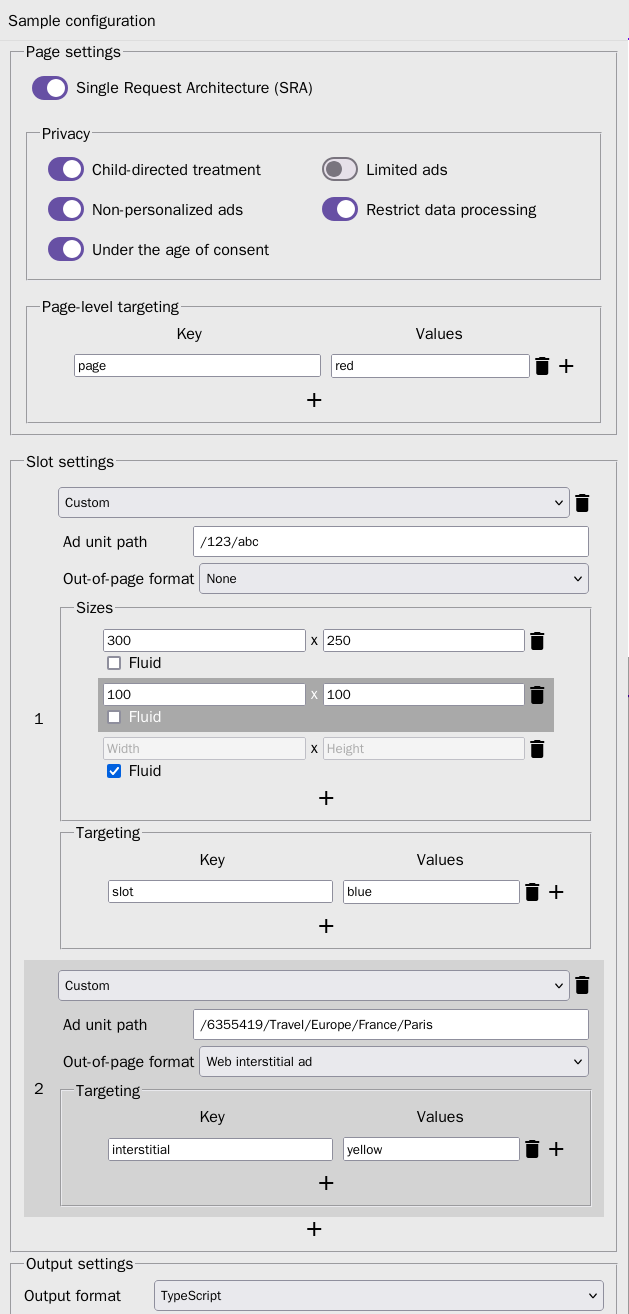 Sample configuration
Page settings
Single Request Architecture (SRA)
Privacy
Child-directed treatment Limited ads
Non-personalized ads Restrict data processing
Under the age of consent
Page-level targeting
Key Values
page red
Slot settings
Custom
Ad unit path /123/abc
Out-of-page format None
Sizes
300 x 250
Fluid
100 x 100
1
Fluid
Width x Height
Fluid
Targeting
Key Values
slot blue
Custom
Ad unit path /6355419/Travel/Europe/France/Paris
Out-of-page format Web interstitial ad
2
Targeting
Key Values
interstitial yellow
Output settings
Output format TypeScript